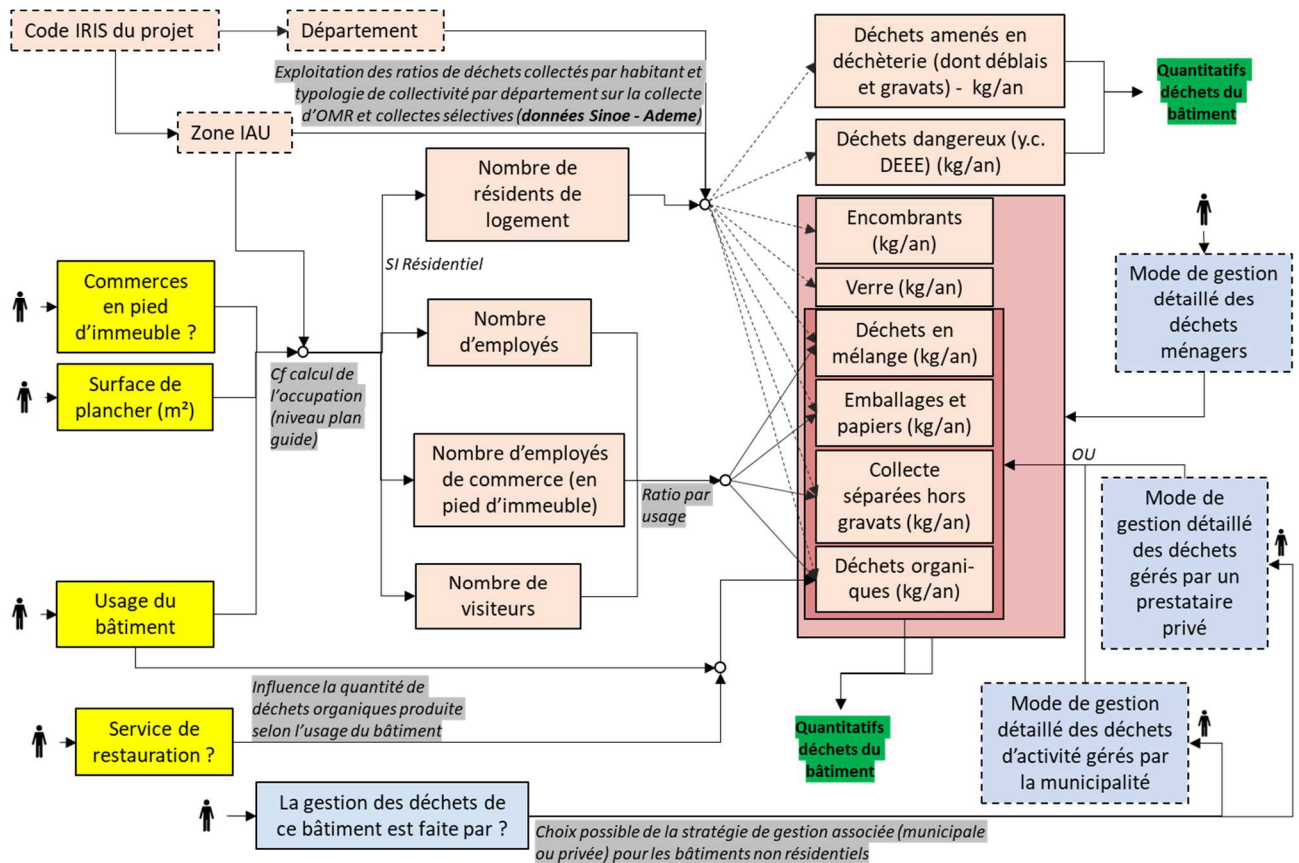 Code IRIS du projet
Département
Exploitation des ratios de déchets collectés par habitant et
typologie de collectivité par département sur la collecte
d'OMR et collectes sélectives (données Sinoe - Ademe)
Zone IAU
Déchets amenés en
déchèterie (dont déblais
et gravats) - kg/an
Quantitatifs
déchets du
bâtiment
Déchets dangereux (y.c.
DEEE) (kg/an)
Nombre de
résidents de
logement
SI Résidentiel
Encombrants
(kg/an)
Verre (kg/an)
Déchets en
mélange (kg/an)
Emballages et
papiers (kg/an)
Collecte
séparées hors
gravats (kg/an)
Déchets organi-
ques (kg/an)
Mode de gestion
détaillé des
déchets
ménagers
Commerces
en pied
d'immeuble ?
Surface de
plancher (m²)
Cf calcul de
l'occupation
(niveau plan
guide)
Nombre
d'employés
Nombre d'employés
de commerce (en
pied d'immeuble)
Ratio par
usage
Nombre de
visiteurs
OU
Mode de
gestion détaillé
des déchets
gérés par un
prestataire
privé
Usage du
bâtiment
Influence la quantité de
déchets organiques produite
selon l'usage du bâtiment
Service de
restauration ?
Quantitatifs
déchets du
bâtiment
Mode de gestion
détaillé des déchets
d'activité gérés par
la municipalité
La gestion des déchets de
ce bâtiment est faite par ?
Choix possible de la stratégie de gestion associée (municipale
ou privée) pour les bâtiments non résidentiels